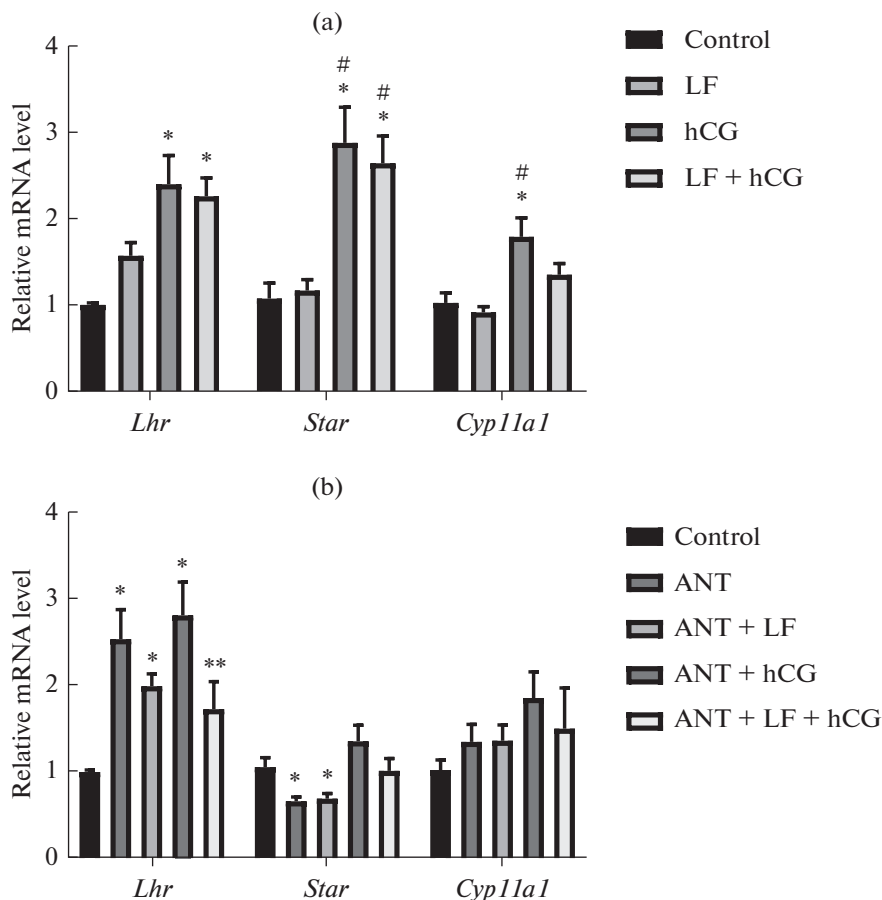 (a)
Relative mRNA level
4
3
2
1
0
*
*
#
*
#
*
#
*
Lhr
Star
Cyp11a1
Control
LF
hCG
LF + hCG
(b)
Relative mRNA level
4
3
2
1
0
*
*
*
**
*
*
Lhr
Star
Cyp11a1
Control
ANT
ANT + LF
ANT + hCG
ANT + LF + hCG